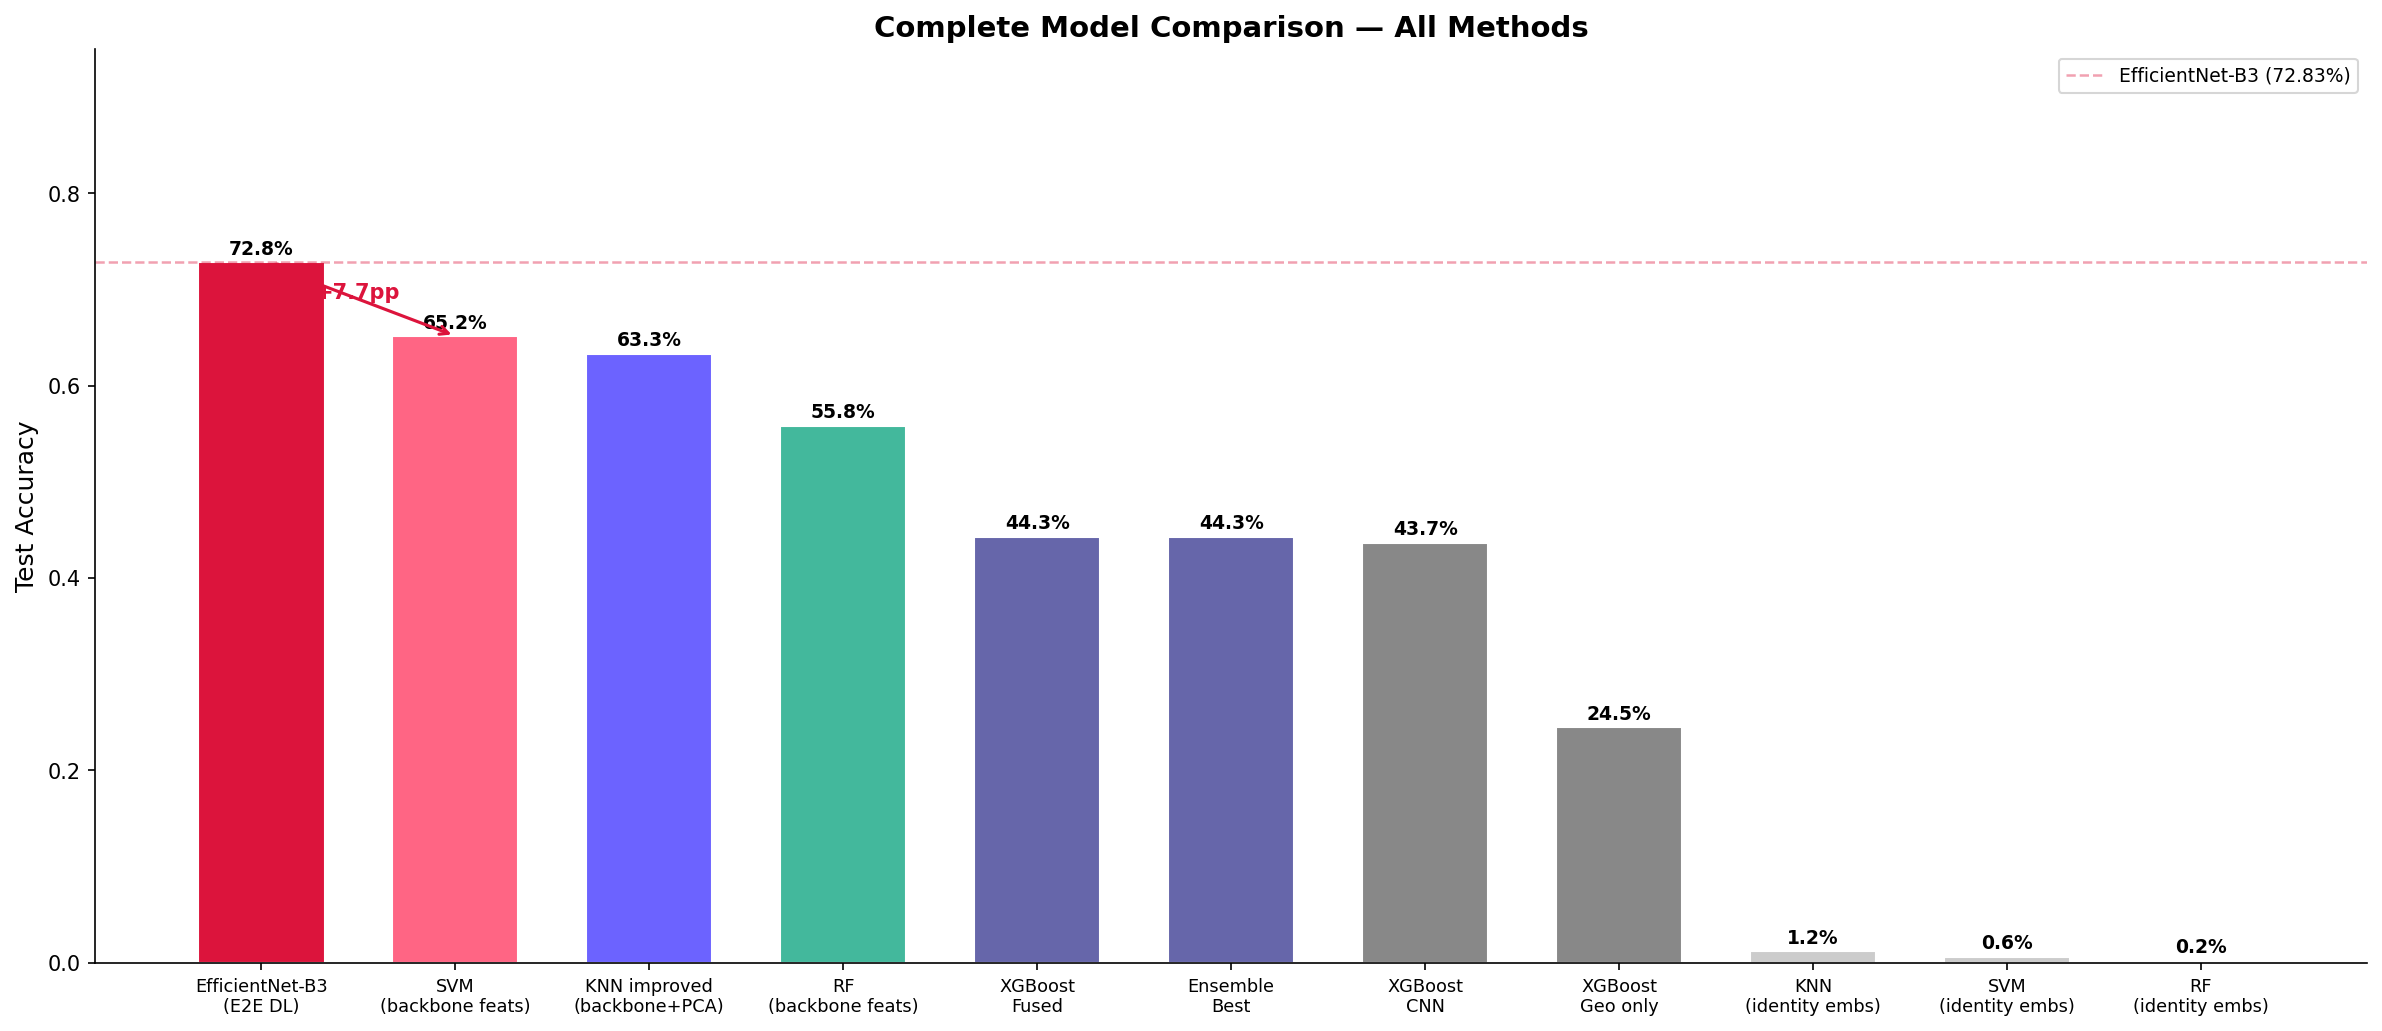 Complete Model Comparison — All Methods
EfficientNet-B3 (72.83%)
Test Accuracy
0.8
0.6
0.4
0.2
0.0
72.8%
+7.7pp
65.2%
63.3%
55.8%
44.3%
44.3%
43.7%
24.5%
1.2%
0.6%
0.2%
EfficientNet-B3
(E2E DL)
SVM
(backbone feats)
KNN improved
(backbone+PCA)
RF
(backbone feats)
XGBoost
Fused
Ensemble
Best
XGBoost
CNN
XGBoost
Geo only
KNN
(identity embs)
SVM
(identity embs)
RF
(identity embs)